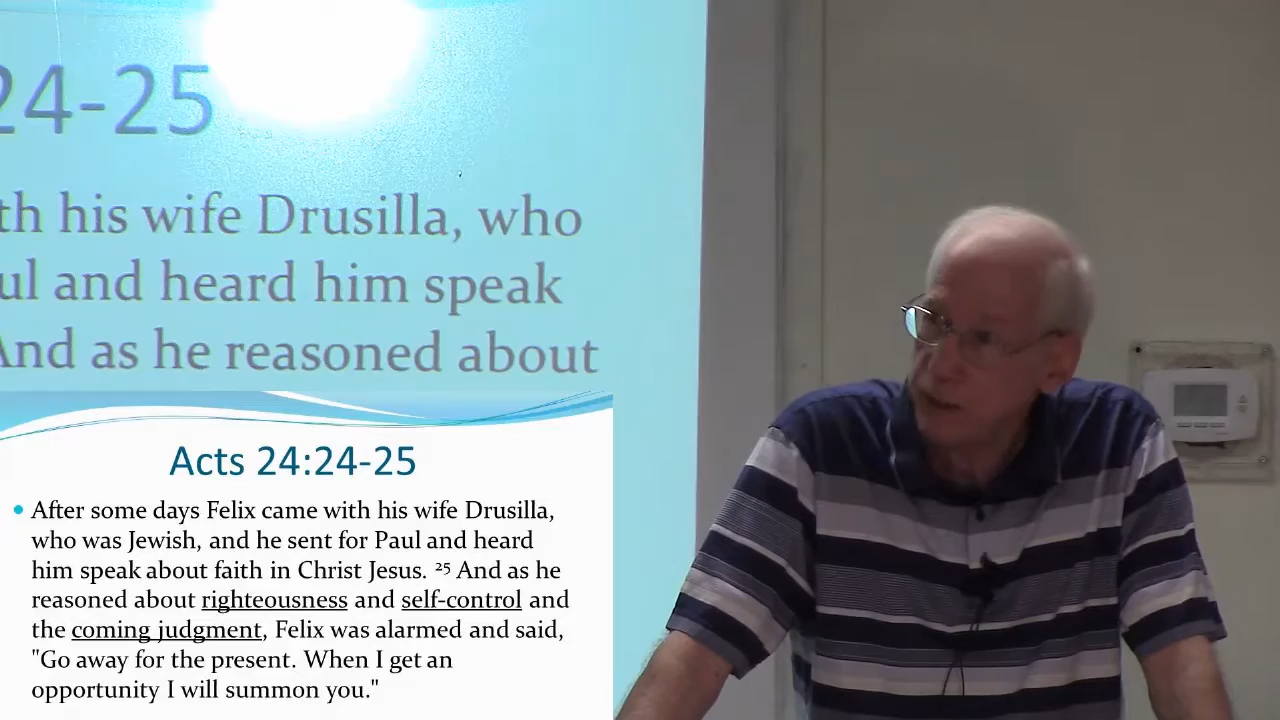 24-25
th his wife Drusilla, who
ul and heard him speak
And as he reasoned about
Acts 24:24-25
• After some days Felix came with his wife Drusilla,
who was Jewish, and he sent for Paul and heard
him speak about faith in Christ Jesus. ²⁵ And as he
reasoned about righteousness and self-control and
the coming judgment, Felix was alarmed and said,
"Go away for the present. When I get an
opportunity I will summon you."